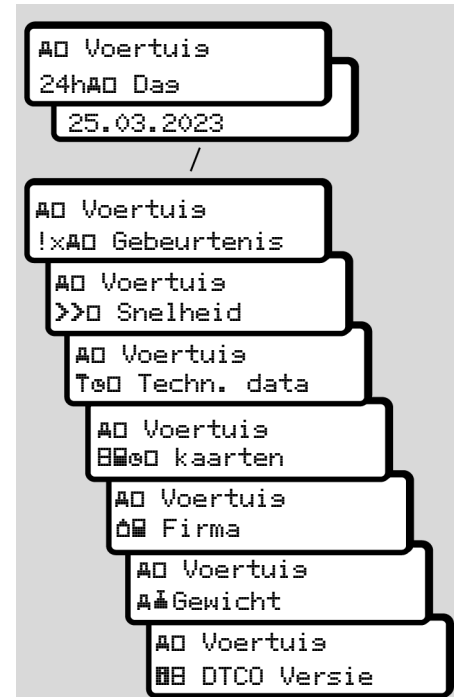 Voertuig
24h Dag
25.03.2023
/
Voertuig
!x Gebeurtenis
Voertuig
>> Snelheid
Voertuig
T Techn. data
Voertuig
kaarten
Voertuig
Firma
Voertuig
Gewicht
Voertuig
DTCO Versie